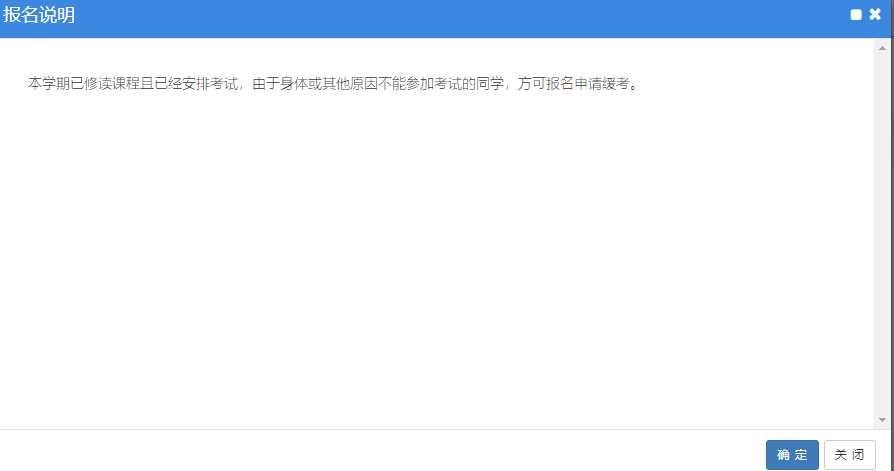 报名说明
本学期已修读课程且已经安排考试，由于身体或其他原因不能参加考试的同学，方可报名申请缓考。
确 定
关 闭